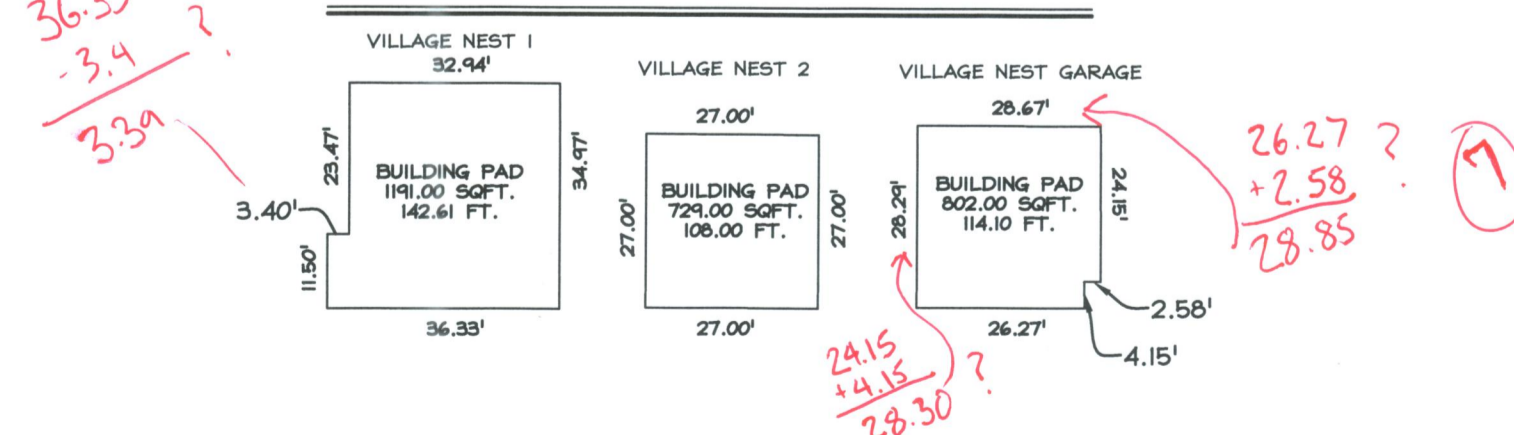 36.33
- 3.4 ?
3.39
VILLAGE NEST 1
32.94'
23.47'
34.97'
BUILDING PAD
1191.00 SQFT.
142.61 FT.
3.40'
11.50'
36.33'
VILLAGE NEST 2
27.00'
27.00'
27.00'
BUILDING PAD
729.00 SQFT.
108.00 FT.
27.00'
VILLAGE NEST GARAGE
28.67'
28.29'
24.15'
BUILDING PAD
802.00 SQFT.
114.10 FT.
2.58'
26.27'
4.15'
24.15
+4.15 ?
28.30
26.27 ?
+2.58
28.85
7